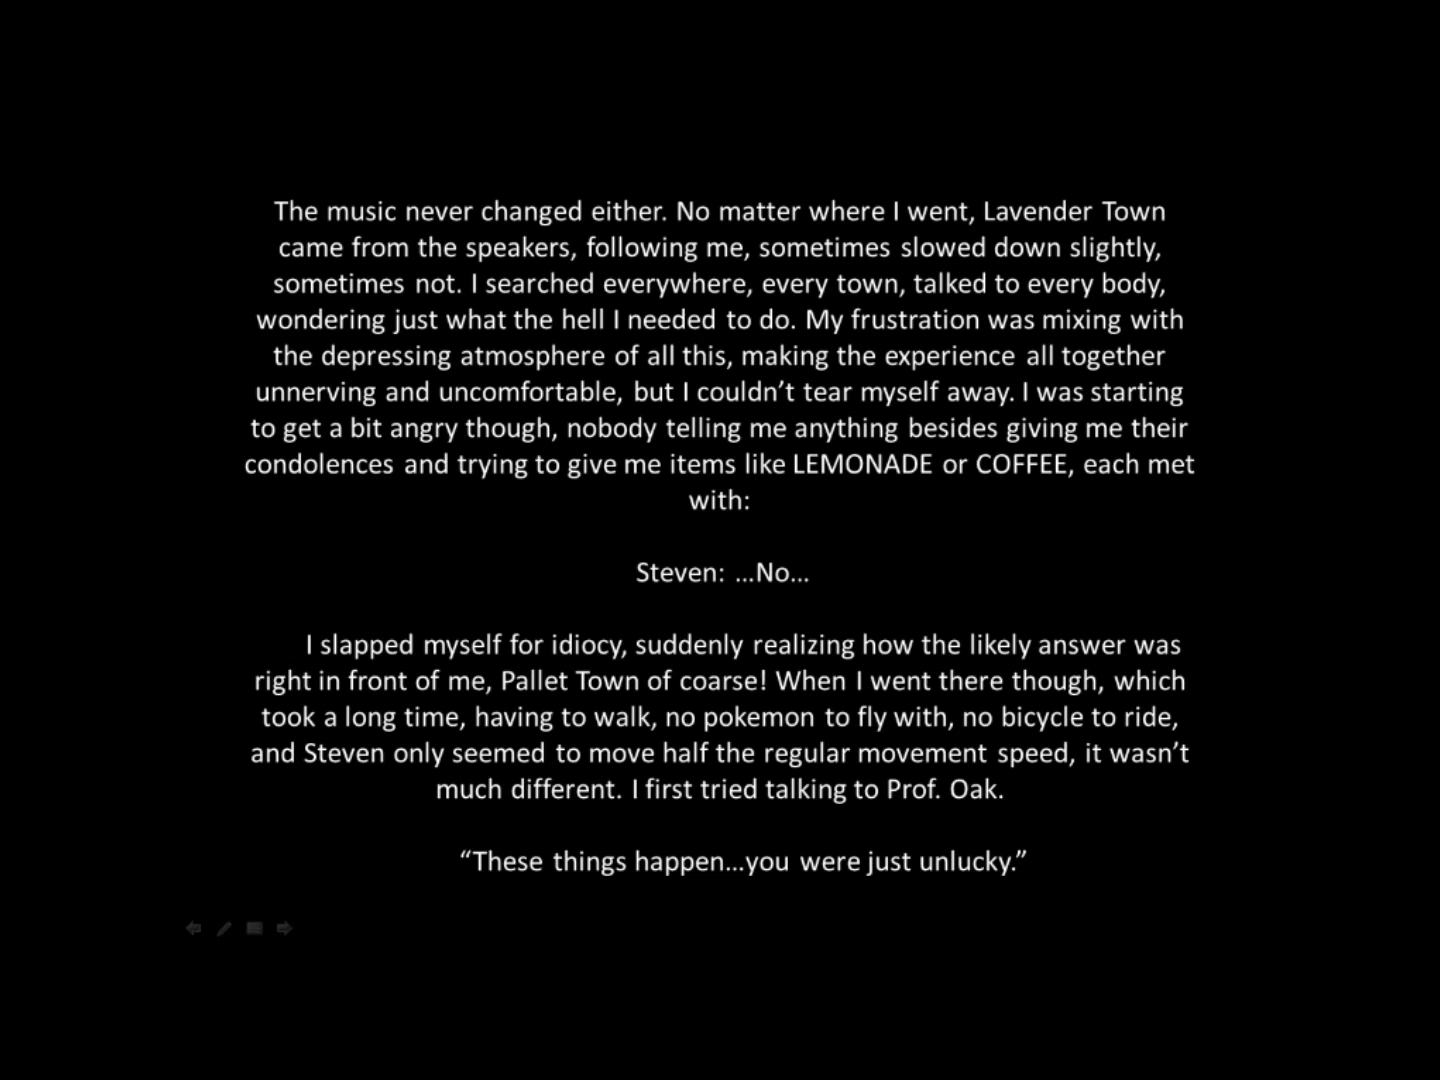 The music never changed either. No matter where I went, Lavender Town
came from the speakers, following me, sometimes slowed down slightly,
sometimes not. I searched everywhere, every town, talked to every body,
wondering just what the hell I needed to do. My frustration was mixing with
the depressing atmosphere of all this, making the experience all together
unnerving and uncomfortable, but I couldn’t tear myself away. I was starting
to get a bit angry though, nobody telling me anything besides giving me their
condolences and trying to give me items like LEMONADE or COFFEE, each met
with:
Steven: …No…
I slapped myself for idiocy, suddenly realizing how the likely answer was
right in front of me, Pallet Town of coarse! When I went there though, which
took a long time, having to walk, no pokemon to fly with, no bicycle to ride,
and Steven only seemed to move half the regular movement speed, it wasn’t
much different. I first tried talking to Prof. Oak.
“These things happen…you were just unlucky.”